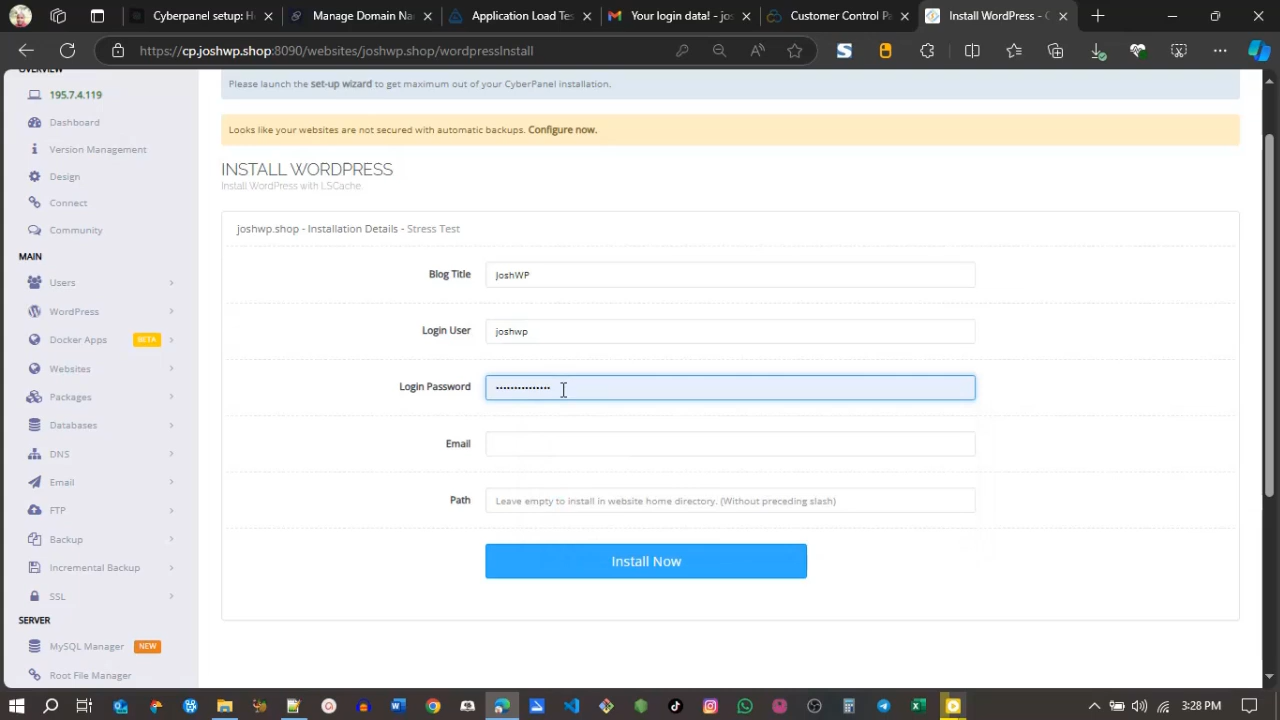 Cyberpanel setup: H
Manage Domain Na
Application Load Tes
Your login data! - jos
Customer Control Pa
Install WordPress - C
https://cp.joshwp.shop:8090/websites/joshwp.shop/wordpressInstall
OVERVIEW
195.7.4.119
Dashboard
Version Management
Design
Connect
Community
MAIN
Users
WordPress
Docker Apps
BETA
Websites
Packages
Databases
DNS
Email
FTP
Backup
Incremental Backup
SSL
SERVER
MySQL Manager
NEW
Root File Manager
Please launch the set-up wizard to get maximum out of your CyberPanel installation.
Looks like your websites are not secured with automatic backups. Configure now.
INSTALL WORDPRESS
Install WordPress with LSCache.
joshwp.shop - Installation Details - Stress Test
Blog Title
JoshWP
Login User
joshwp
Login Password
•••••••••••••••
Email
Path
Leave empty to install in website home directory. (Without preceding slash)
Install Now
3:28 PM